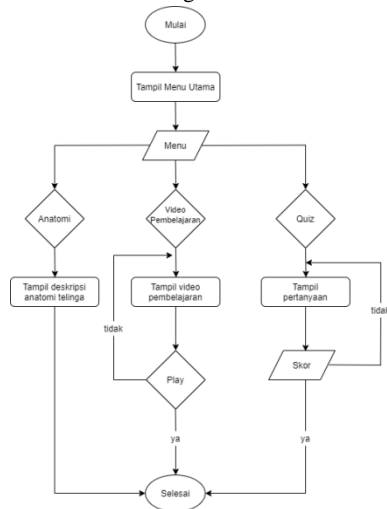 Mulai
Tampil Menu Utama
Menu
Anatomi
Video
Pembelajaran
Quiz
Tampil deskripsi
anatomi telinga
Tampil video
pembelajaran
Tampil
pertanyaan
tidak
tidal
Play
Skor
ya
ya
Selesai